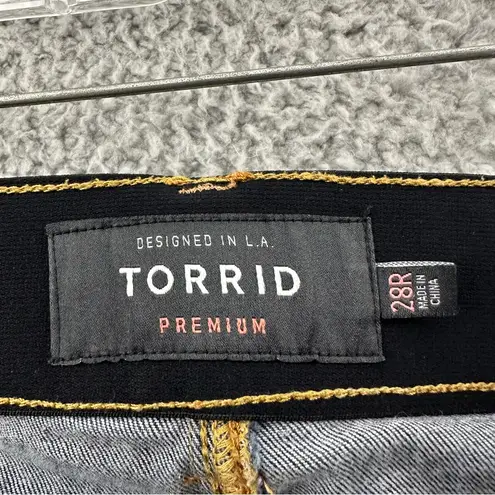 DESIGNED IN L.A.
TORRID
PREMIUM
28R
MADE IN
CHINA